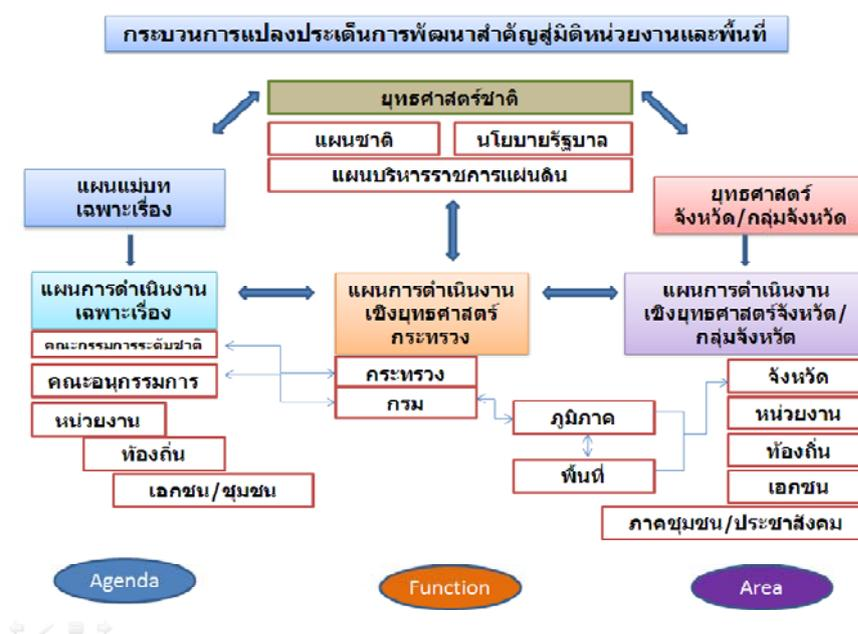 กระบวนการแปลงประเด็นการพัฒนาสำคัญสู่มิติหน่วยงานและพื้นที่
ยุทธศาสตร์ชาติ
แผนชาติ
นโยบายรัฐบาล
แผนบริหารราชการแผ่นดิน
แผนแม่บท
เฉพาะเรื่อง
ยุทธศาสตร์
จังหวัด/กลุ่มจังหวัด
แผนการดำเนินงาน
เฉพาะเรื่อง
แผนการดำเนินงาน
เชิงยุทธศาสตร์
กระทรวง
แผนการดำเนินงาน
เชิงยุทธศาสตร์จังหวัด/
กลุ่มจังหวัด
คณะกรรมการระดับชาติ
คณะอนุกรรมการ
หน่วยงาน
ท้องถิ่น
เอกชน/ชุมชน
กระทรวง
กรม
ภูมิภาค
พื้นที่
จังหวัด
หน่วยงาน
ท้องถิ่น
เอกชน
ภาคชุมชน/ประชาสังคม
Agenda
Function
Area